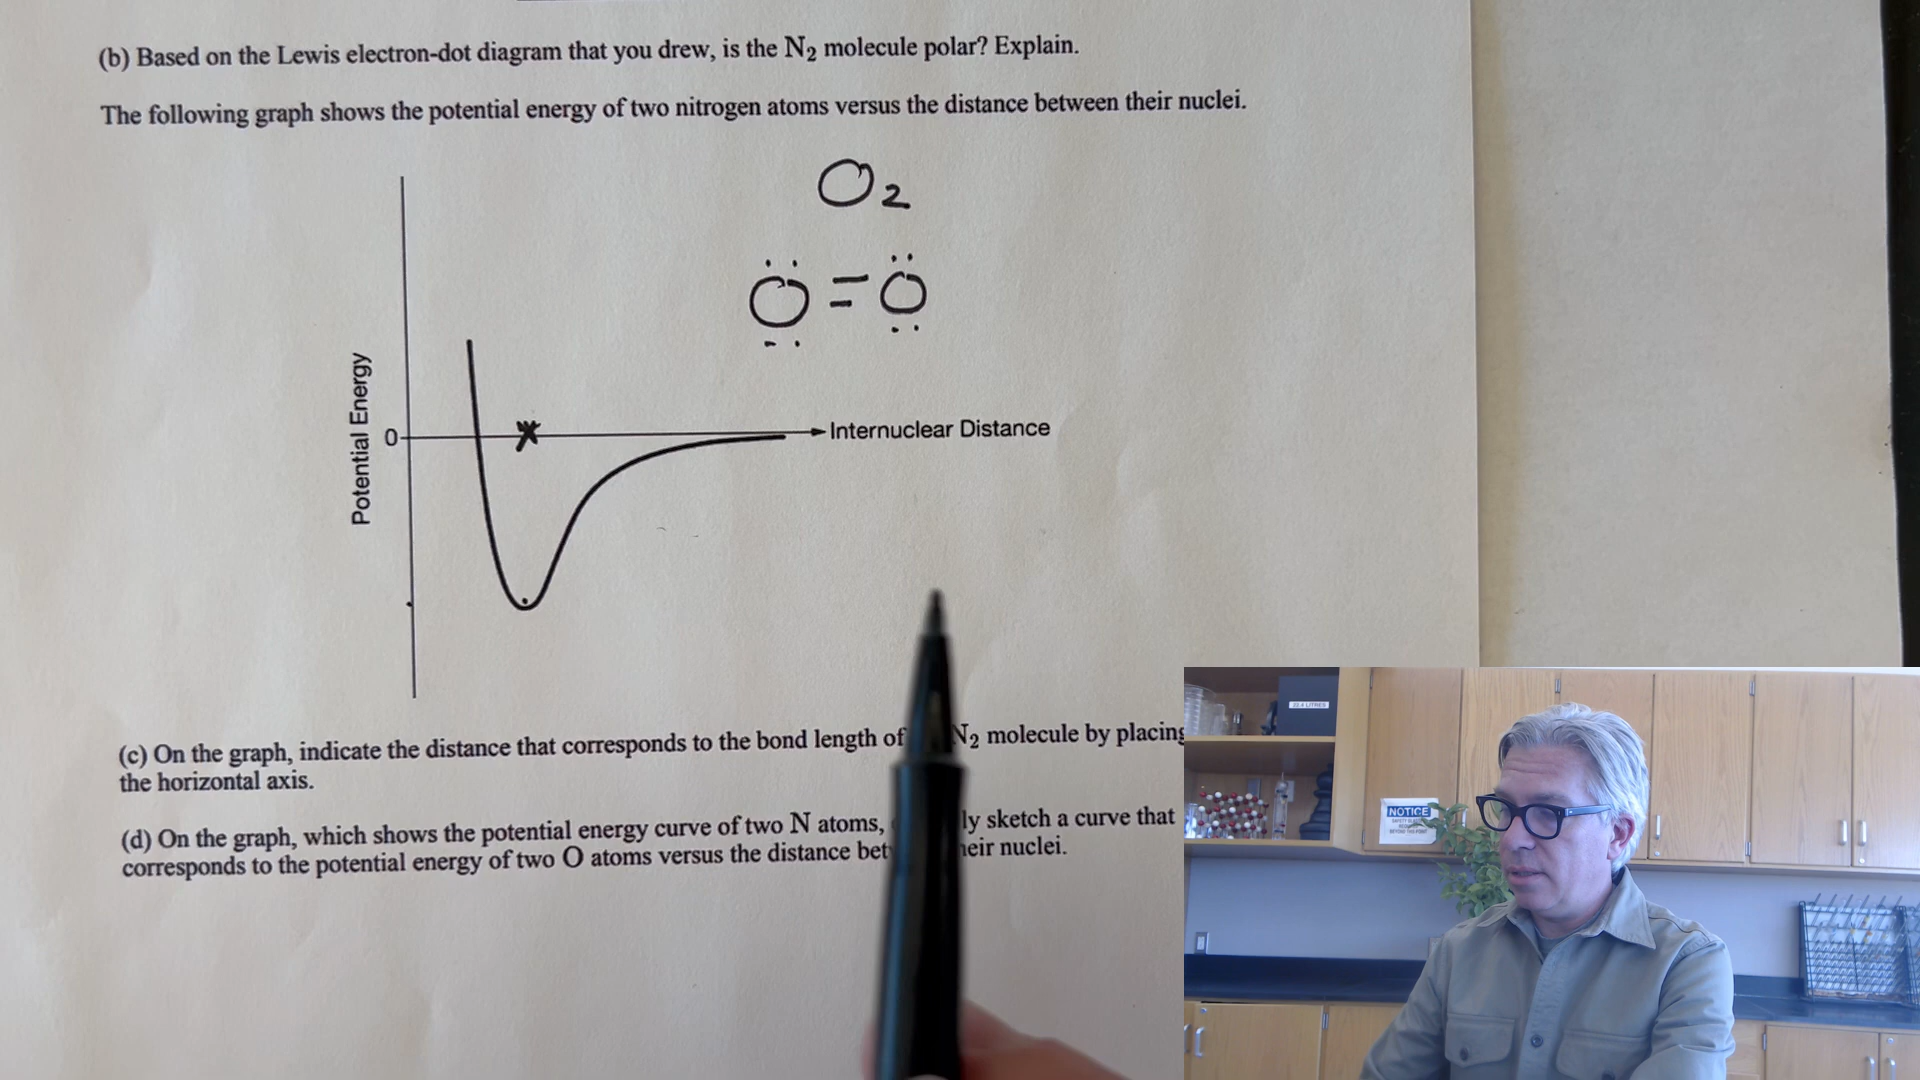 (b) Based on the Lewis electron-dot diagram that you drew, is the N₂ molecule polar? Explain.
The following graph shows the potential energy of two nitrogen atoms versus the distance between their nuclei.
O₂
Ö = Ö
Potential Energy
0
Internuclear Distance
(c) On the graph, indicate the distance that corresponds to the bond length of N₂ molecule by placing
the horizontal axis.
(d) On the graph, which shows the potential energy curve of two N atoms, sketch a curve that
corresponds to the potential energy of two O atoms versus the distance their nuclei.
22.4 LITRES
NOTICE